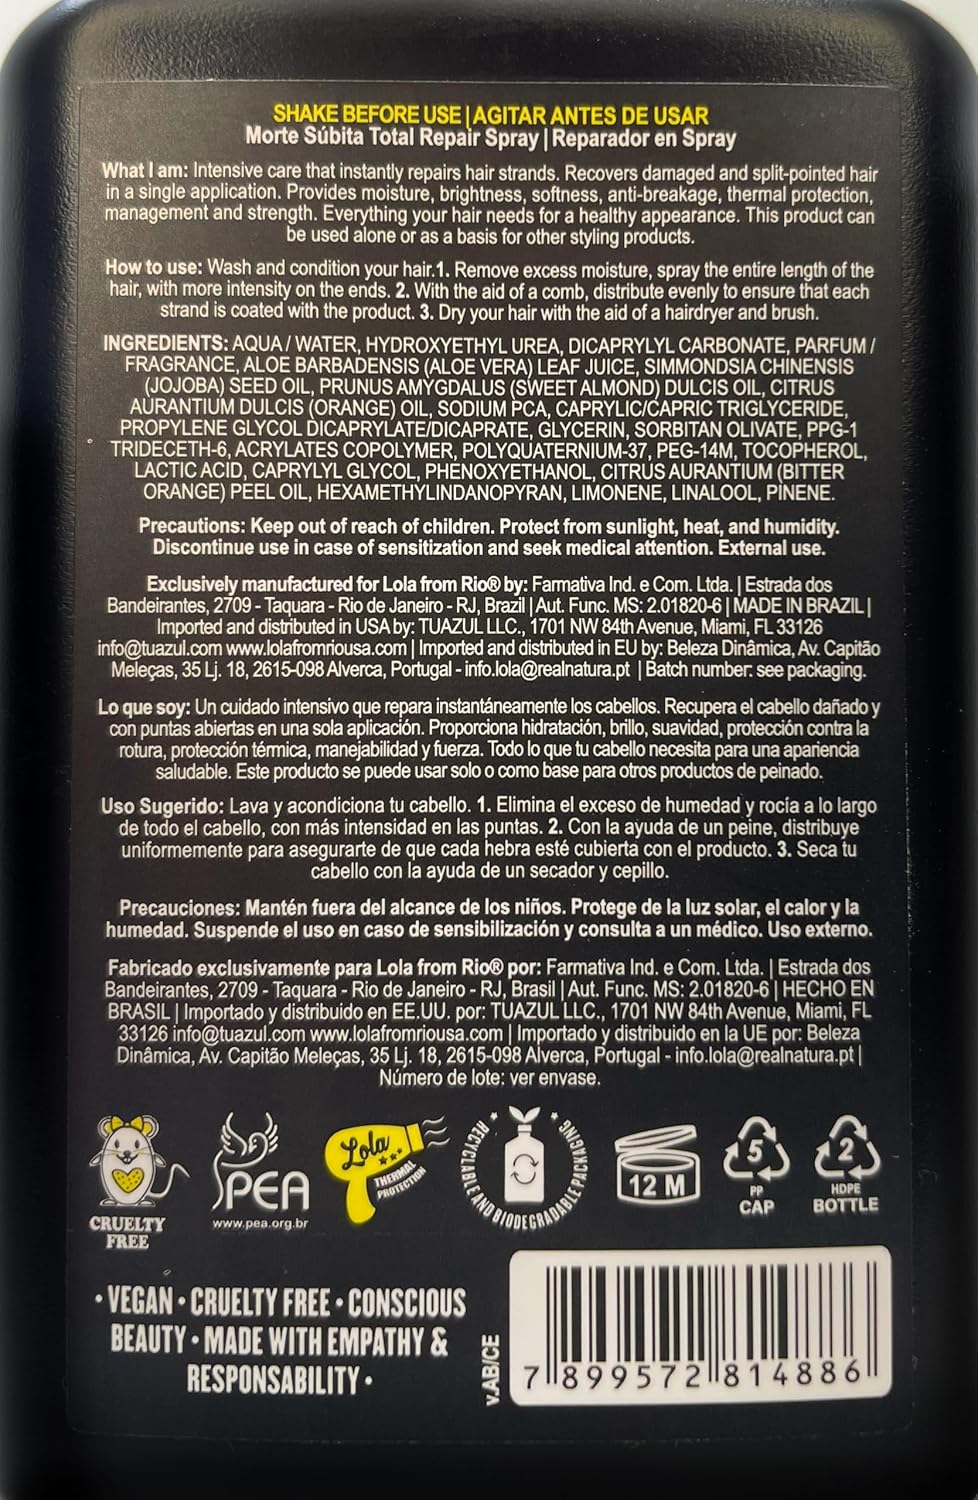 SHAKE BEFORE USE | AGITAR ANTES DE USAR
Morte Súbita Total Repair Spray | Reparador en Spray
What I am: Intensive care that instantly repairs hair strands. Recovers damaged and split-pointed hair
in a single application. Provides moisture, brightness, softness, anti-breakage, thermal protection,
management and strength. Everything your hair needs for a healthy appearance. This product can
be used alone or as a basis for other styling products.
How to use: Wash and condition your hair.1. Remove excess moisture, spray the entire length of the
hair, with more intensity on the ends. 2. With the aid of a comb, distribute evenly to ensure that each
strand is coated with the product. 3. Dry your hair with the aid of a hairdryer and brush.
INGREDIENTS: AQUA / WATER, HYDROXYETHYL UREA, DICAPRYLYL CARBONATE, PARFUM /
FRAGRANCE, ALOE BARBADENSIS (ALOE VERA) LEAF JUICE, SIMMONDSIA CHINENSIS
(JOJOBA) SEED OIL, PRUNUS AMYGDALUS (SWEET ALMOND) DULCIS OIL, CITRUS
AURANTIUM DULCIS (ORANGE) OIL, SODIUM PCA, CAPRYLIC/CAPRIC TRIGLYCERIDE,
PROPYLENE GLYCOL DICAPRYLATE/DICAPRATE, GLYCERIN, SORBITAN OLIVATE, PPG-1
TRIDECETH-6, ACRYLATES COPOLYMER, POLYQUATERNIUM-37, PEG-14M, TOCOPHEROL,
LACTIC ACID, CAPRYLYL GLYCOL, PHENOXYETHANOL, CITRUS AURANTIUM (BITTER
ORANGE) PEEL OIL, HEXAMETHYLINDANOPYRAN, LIMONENE, LINALOOL, PINENE.
Precautions: Keep out of reach of children. Protect from sunlight, heat, and humidity.
Discontinue use in case of sensitization and seek medical attention. External use.
Exclusively manufactured for Lola from Rio® by: Farmativa Ind. e Com. Ltda. | Estrada dos
Bandeirantes, 2709 - Taquara - Rio de Janeiro - RJ, Brazil | Aut. Func. MS: 2.01820-6 | MADE IN BRAZIL |
Imported and distributed in USA by: TUAZUL LLC., 1701 NW 84th Avenue, Miami, FL 33126
info@tuazul.com www.lolafromriousa.com | Imported and distributed in EU by: Beleza Dinâmica, Av. Capitão
Meleças, 35 Lj. 18, 2615-098 Alverca, Portugal - info.lola@realnatura.pt | Batch number: see packaging.
Lo que soy: Un cuidado intensivo que repara instantáneamente los cabellos. Recupera el cabello dañado y
con puntas abiertas en una sola aplicación. Proporciona hidratación, brillo, suavidad, protección contra la
rotura, protección térmica, manejabilidad y fuerza. Todo lo que tu cabello necesita para una apariencia
saludable. Este producto se puede usar solo o como base para otros productos de peinado.
Uso Sugerido: Lava y acondiciona tu cabello. 1. Elimina el exceso de humedad y rocía a lo largo
de todo el cabello, con más intensidad en las puntas. 2. Con la ayuda de un peine, distribuye
uniformemente para asegurarte de que cada hebra esté cubierta con el producto. 3. Seca tu
cabello con la ayuda de un secador y cepillo.
Precauciones: Mantén fuera del alcance de los niños. Protege de la luz solar, el calor y la
humedad. Suspende el uso en caso de sensibilización y consulta a un médico. Uso externo.
Fabricado exclusivamente para Lola from Rio® por: Farmativa Ind. e Com. Ltda. | Estrada dos
Bandeirantes, 2709 - Taquara - Rio de Janeiro - RJ, Brasil | Aut. Func. MS: 2.01820-6 | HECHO EN
BRASIL | Importado y distribuido en EE.UU. por: TUAZUL LLC., 1701 NW 84th Avenue, Miami, FL
33126 info@tuazul.com www.lolafromriousa.com | Importado y distribuido en la UE por: Beleza
Dinâmica, Av. Capitão Meleças, 35 Lj. 18, 2615-098 Alverca, Portugal - info.lola@realnatura.pt |
Número de lote: ver envase.
CRUELTY
FREE
PEA
www.pea.org.br
Lola
THERMAL
PROTECTION
RECYCLABLE AND BIODEGRADABLE PACKAGING
12 M
5
PP
CAP
2
HDPE
BOTTLE
• VEGAN • CRUELTY FREE • CONSCIOUS
BEAUTY • MADE WITH EMPATHY &
RESPONSABILITY •
v.AB/CE
7 899572 814886